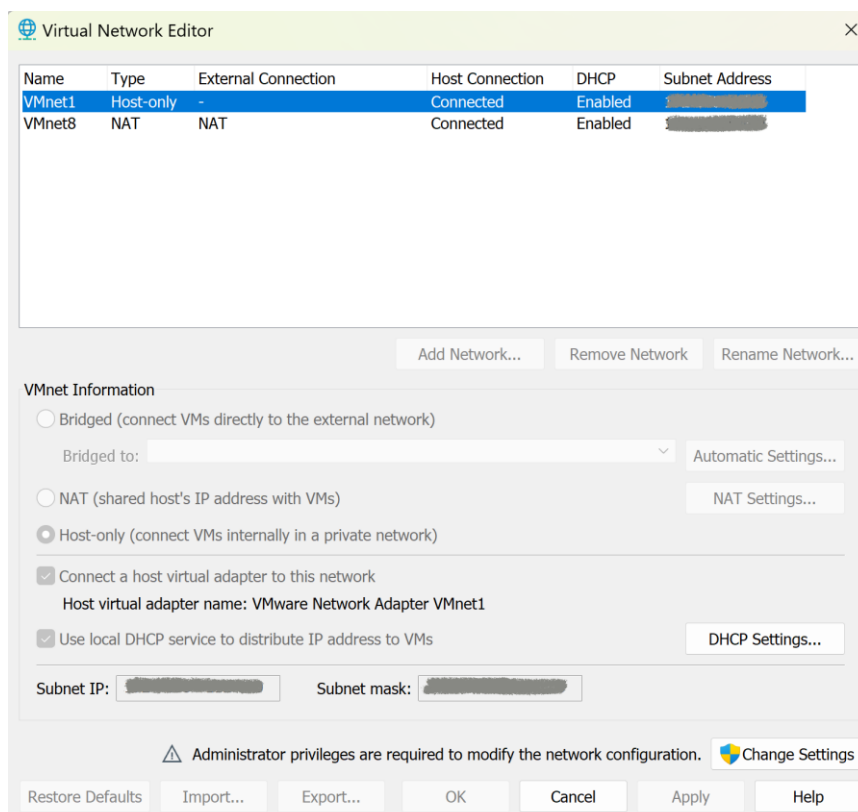 Virtual Network Editor
Name Type External Connection Host Connection DHCP Subnet Address
VMnet1 Host-only - Connected Enabled
VMnet8 NAT NAT Connected Enabled
Add Network... Remove Network Rename Network...
VMnet Information
Bridged (connect VMs directly to the external network)
Bridged to: Automatic Settings...
NAT (shared host's IP address with VMs) NAT Settings...
Host-only (connect VMs internally in a private network)
Connect a host virtual adapter to this network
Host virtual adapter name: VMware Network Adapter VMnet1
Use local DHCP service to distribute IP address to VMs DHCP Settings...
Subnet IP: Subnet mask:
Administrator privileges are required to modify the network configuration. Change Settings
Restore Defaults Import... Export... OK Cancel Apply Help